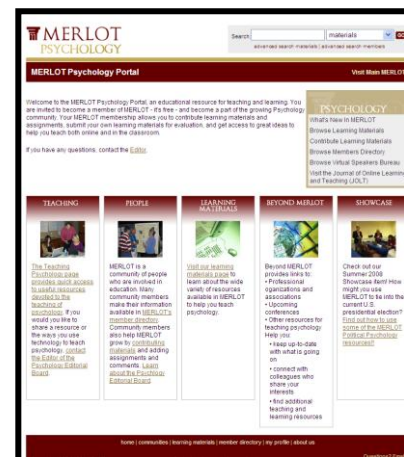 MERLOT
PSYCHOLOGY
Search
materials
GO
advanced search materials | advanced search members
MERLOT Psychology Portal
Visit Main MERLOT
Welcome to the MERLOT Psychology Portal, an educational resource for teaching and learning. You
are invited to become a member of MERLOT - it's free - and become a part of the growing Psychology
community. Your MERLOT membership allows you to contribute learning materials and
assignments, submit your own learning materials for evaluation, and get access to great ideas to
help you teach both online and in the classroom.
If you have any questions, contact the Editor.
PSYCHOLOGY
What's New In MERLOT
Browse Learning Materials
Contribute Learning Materials
Browse Members Directory
Browse Virtual Speakers Bureau
Visit the Journal of Online Learning
and Teaching (JOLT)
TEACHING
The Teaching
Psychology page
provides quick access
to useful resources
devoted to the
teaching of
psychology. If you
would you like to
share a resource or
the ways you use
technology to teach
psychology, contact
the Editor of the
Psychology Editorial
Board.
PEOPLE
MERLOT is a
community of people
who are involved in
education. Many
community members
make their information
available in MERLOT's
member directory.
Community members
also help MERLOT
grow by contributing
materials and adding
assignments and
comments. Learn
about the Psychology
Editorial Board.
LEARNING
MATERIALS
Visit our learning
materials page to
learn about the wide
variety of resources
available in MERLOT
to help you teach
psychology.
BEYOND MERLOT
Beyond MERLOT
provides links to:
• Professional
organizations and
associations
• Upcoming
conferences
• Other resources for
teaching psychology
Help you:
• keep up-to-date
with what is going
on
• connect with
colleagues who
share your
interests
• find additional
teaching and
learning resources
SHOWCASE
Check out our
Summer 2008
Showcase item! How
might you use
MERLOT to tie into the
current U.S.
presidential election?
Find out how to use
some of the MERLOT
Political Psychology
resources!!
home | communities | learning materials | member directory | my profile | about us
Questions?